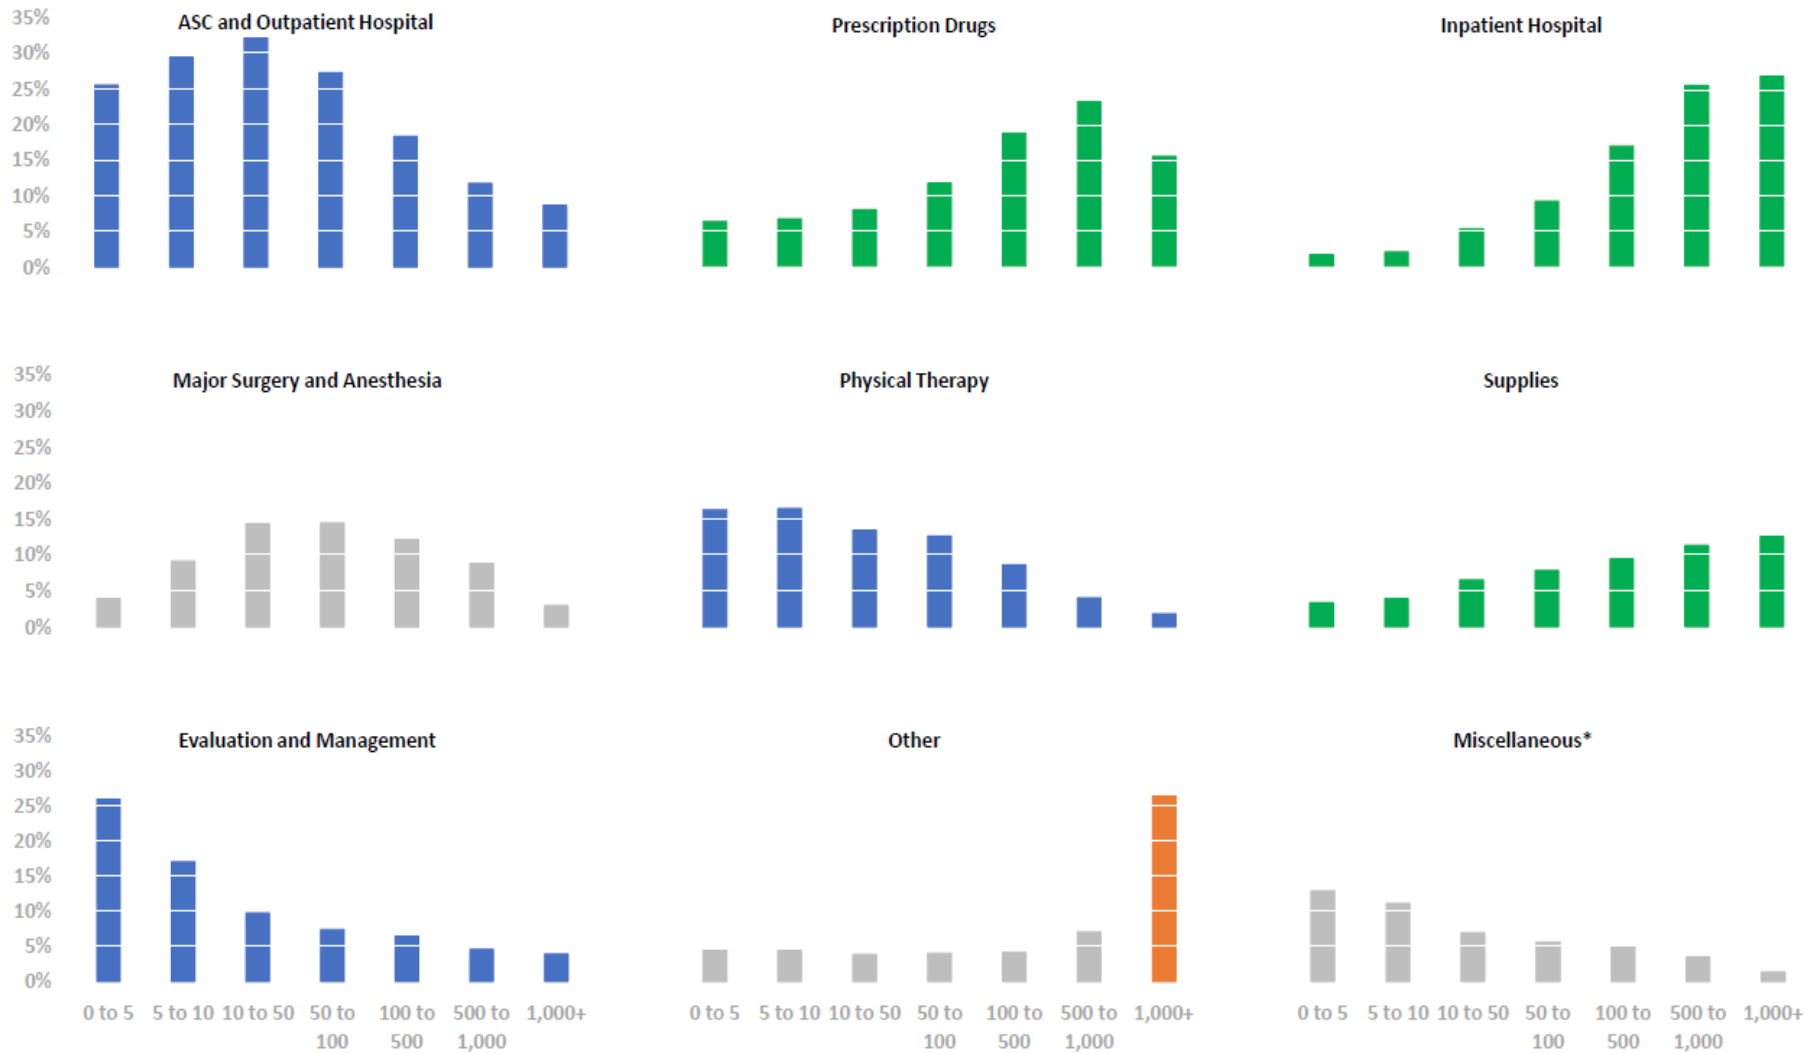 ASC and Outpatient Hospital
Prescription Drugs
Inpatient Hospital
35%
30%
25%
20%
15%
10%
5%
0%
Major Surgery and Anesthesia
Physical Therapy
Supplies
35%
30%
25%
20%
15%
10%
5%
0%
Evaluation and Management
Other
Miscellaneous*
35%
30%
25%
20%
15%
10%
5%
0%
0 to 5 5 to 10 10 to 50 50 to 100 to 500 to 1,000+
100 500 1,000
0 to 5 5 to 10 10 to 50 50 to 100 to 500 to 1,000+
100 500 1,000
0 to 5 5 to 10 10 to 50 50 to 100 to 500 to 1,000+
100 500 1,000